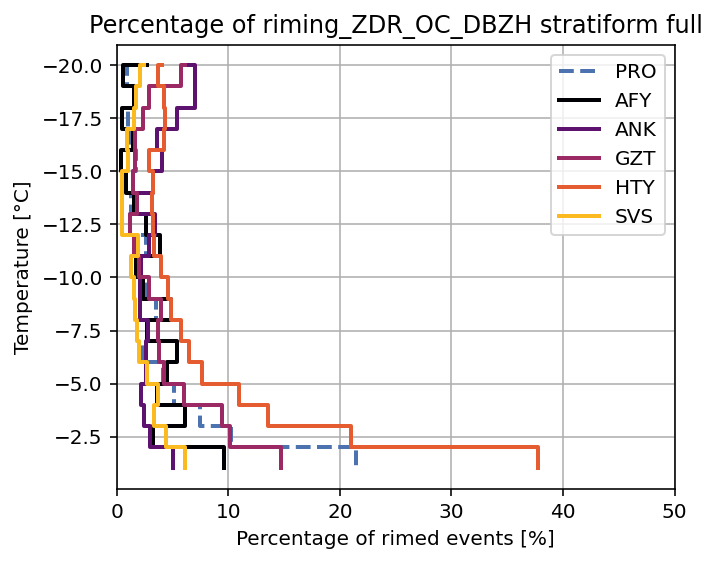 Percentage of riming_ZDR_OC_DBZH stratiform full
−20.0
−17.5
−15.0
−12.5
−10.0
−7.5
−5.0
−2.5
Temperature [°C]
PRO
AFY
ANK
GZT
HTY
SVS
0 10 20 30 40 50
Percentage of rimed events [%]